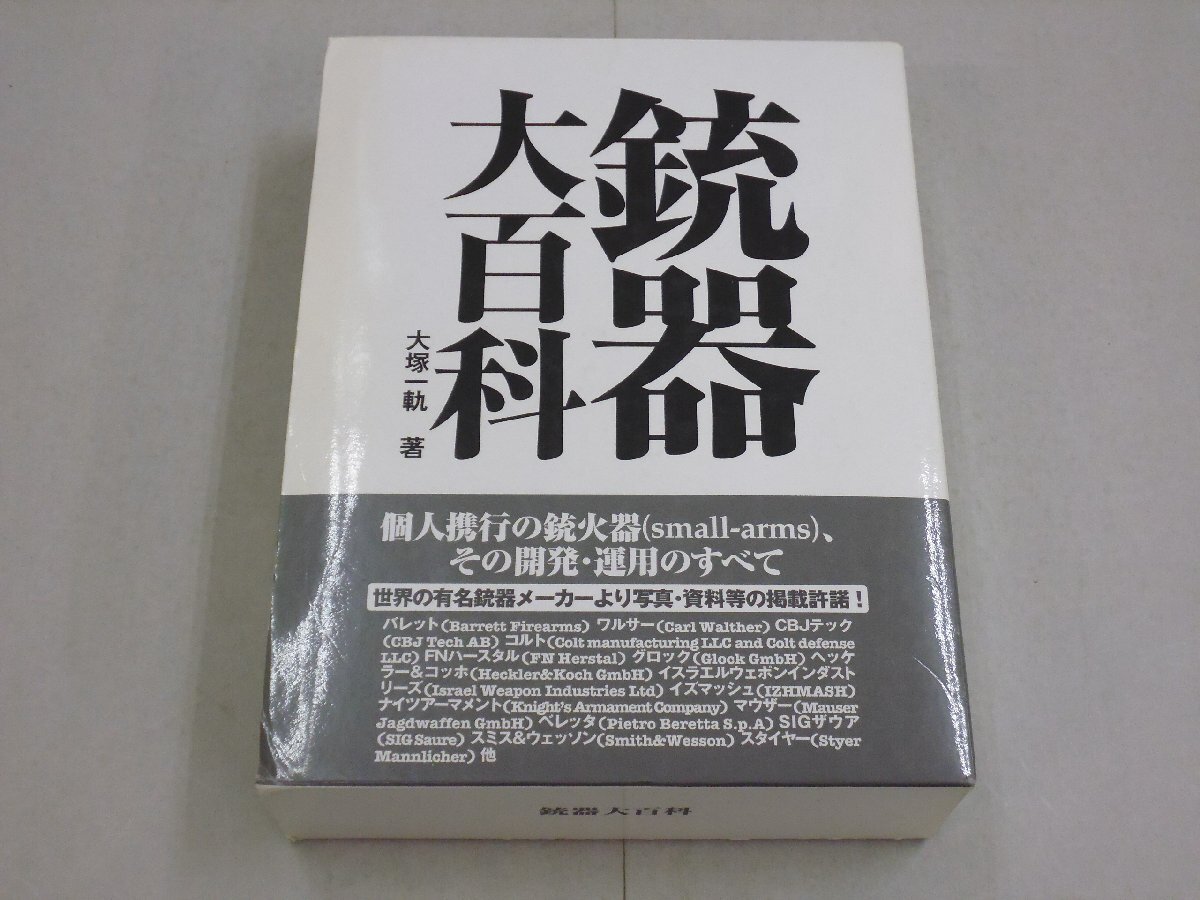 銃器
大百科
大塚一軌 著
個人携行の銃火器(small-arms)、
その開発・運用のすべて
世界の有名銃器メーカーより写真・資料等の掲載許諾！
バレット(Barrett Firearms) ワルサー(Carl Walther) CBJテック
(CBJ Tech AB) コルト(Colt manufacturing LLC and Colt defense
LLC) FNハースタル(FN Herstal) グロック(Glock GmbH) ヘッケ
ラー&コッホ(Heckler&Koch GmbH) イスラエルウェポンインダスト
リーズ(Israel Weapon Industries Ltd) イズマッシュ(IZHMASH)
ナイツアーマメント(Knight's Armament Company) マウザー(Mauser
Jagdwaffen GmbH) ベレッタ(Pietro Beretta S.p.A) SIGザウア
(SIG Saure) スミス&ウェッソン(Smith&Wesson) スタイヤー(Styer
Mannlicher) 他
銃器大百科